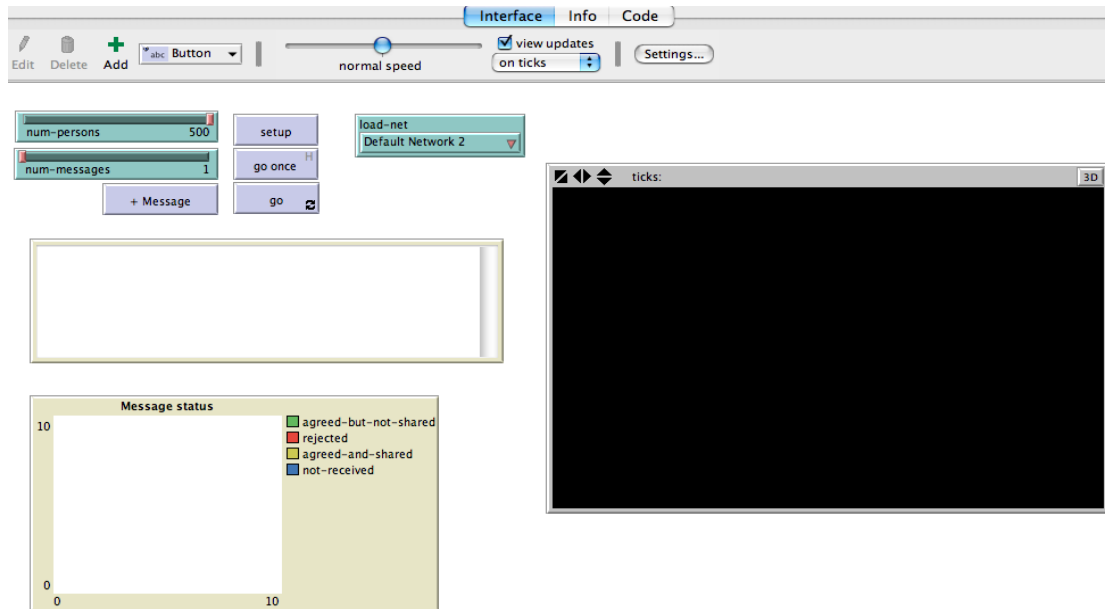 Interface Info Code
Edit Delete Add abc Button normal speed view updates
on ticks Settings...
num-persons 500 setup load-net
Default Network 2
num-messages 1 go once H
+ Message go
ticks: 3D
Message status
10
agreed-but-not-shared
rejected
agreed-and-shared
not-received
0
0 10